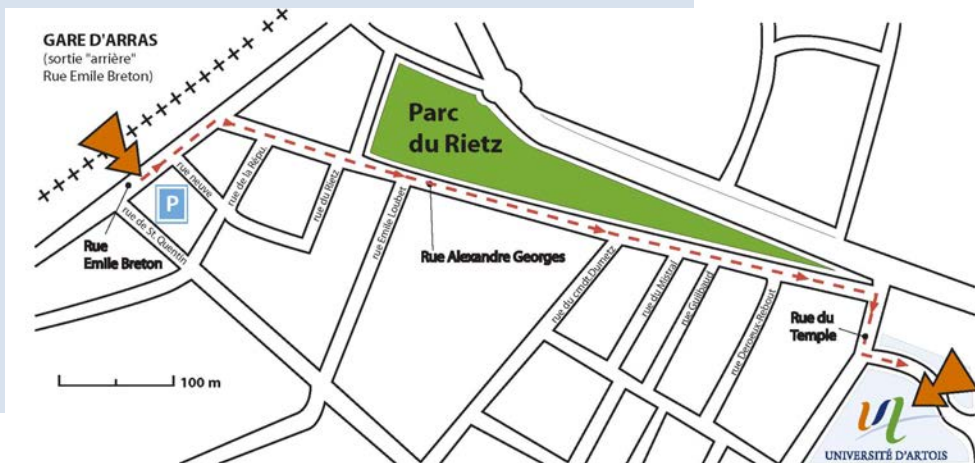 GARE D'ARRAS
(sortie "arrière"
Rue Emile Breton)
Parc
du Rietz
P
rue neuve
rue de la Répu.
rue du Rietz
rue de St. Quentin
Rue
Emile Breton
rue Emile Loubet
Rue Alexandre Georges
rue du cmdt Dumetz
rue du Mistral
rue Guilbaud
rue Deroeux-Rebout
Rue du
Temple
100 m
UNIVERSITÉ D'ARTOIS